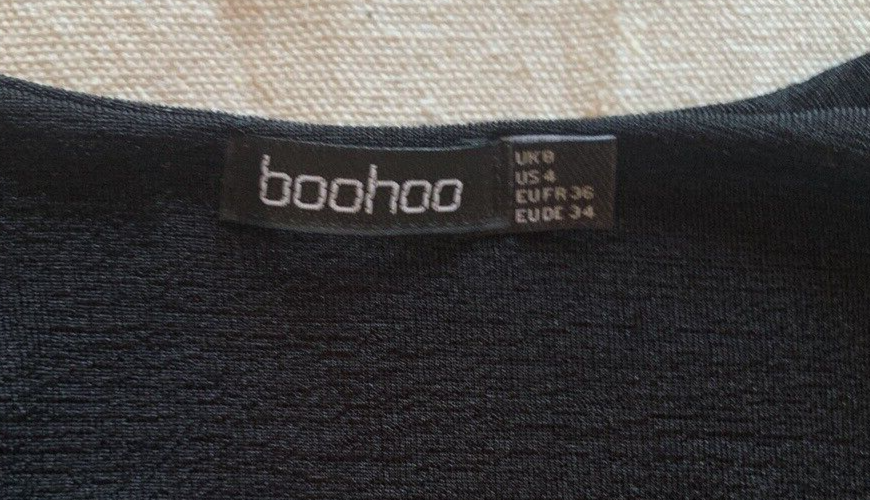 boohoo
UK 8
US 4
EU FR 36
EU DE 34